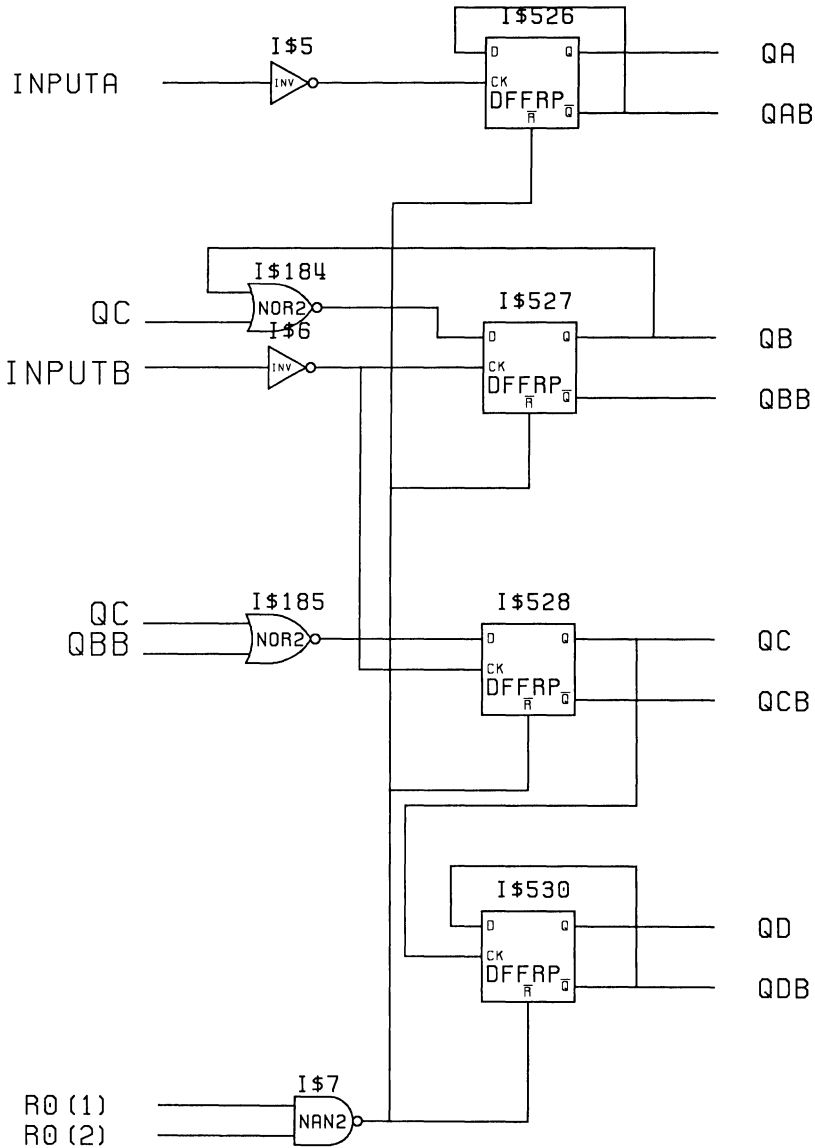 I$526
I$5
D Q
QA
INPUTA
INV
CK
DFFRP
R Q
QAB
I$184
QC
NOR2
I$527
I$6
D Q
QB
INPUTB
INV
CK
DFFRP
R Q
QBB
I$185
I$528
QC
QBB
NOR2
D Q
QC
CK
DFFRP
R Q
QCB
I$530
D Q
QD
CK
DFFRP
R Q
QDB
I$7
R0(1)
R0(2)
NAN2